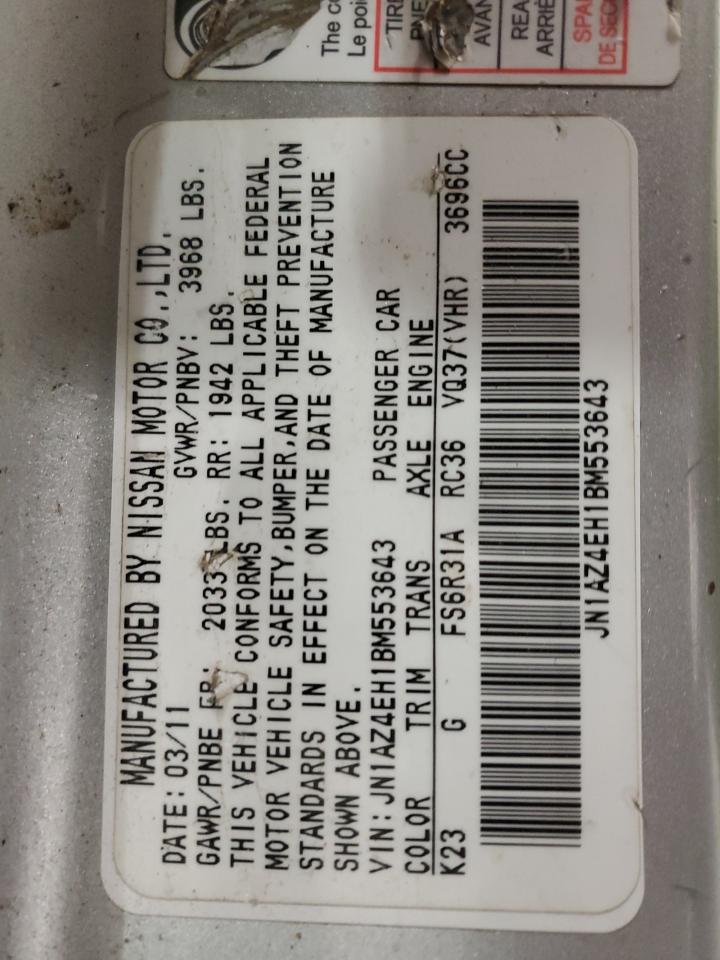 The co
Le poi
TIRE
AVAN
REA
ARRIÈ
SPA
DE SEC
MANUFACTURED BY NISSAN MOTOR CO.,LTD.
DATE: 03/11 GVWR/PNBV: 3968 LBS.
GAWR/PNBE FR: 2033 LBS. RR: 1942 LBS.
THIS VEHICLE CONFORMS TO ALL APPLICABLE FEDERAL
MOTOR VEHICLE SAFETY,BUMPER,AND THEFT PREVENTION
STANDARDS IN EFFECT ON THE DATE OF MANUFACTURE
SHOWN ABOVE.
VIN:JN1AZ4EH1BM553643 PASSENGER CAR
COLOR TRIM TRANS AXLE ENGINE
K23 G FS6R31A RC36 VQ37(VHR) 3696CC
JN1AZ4EH1BM553643